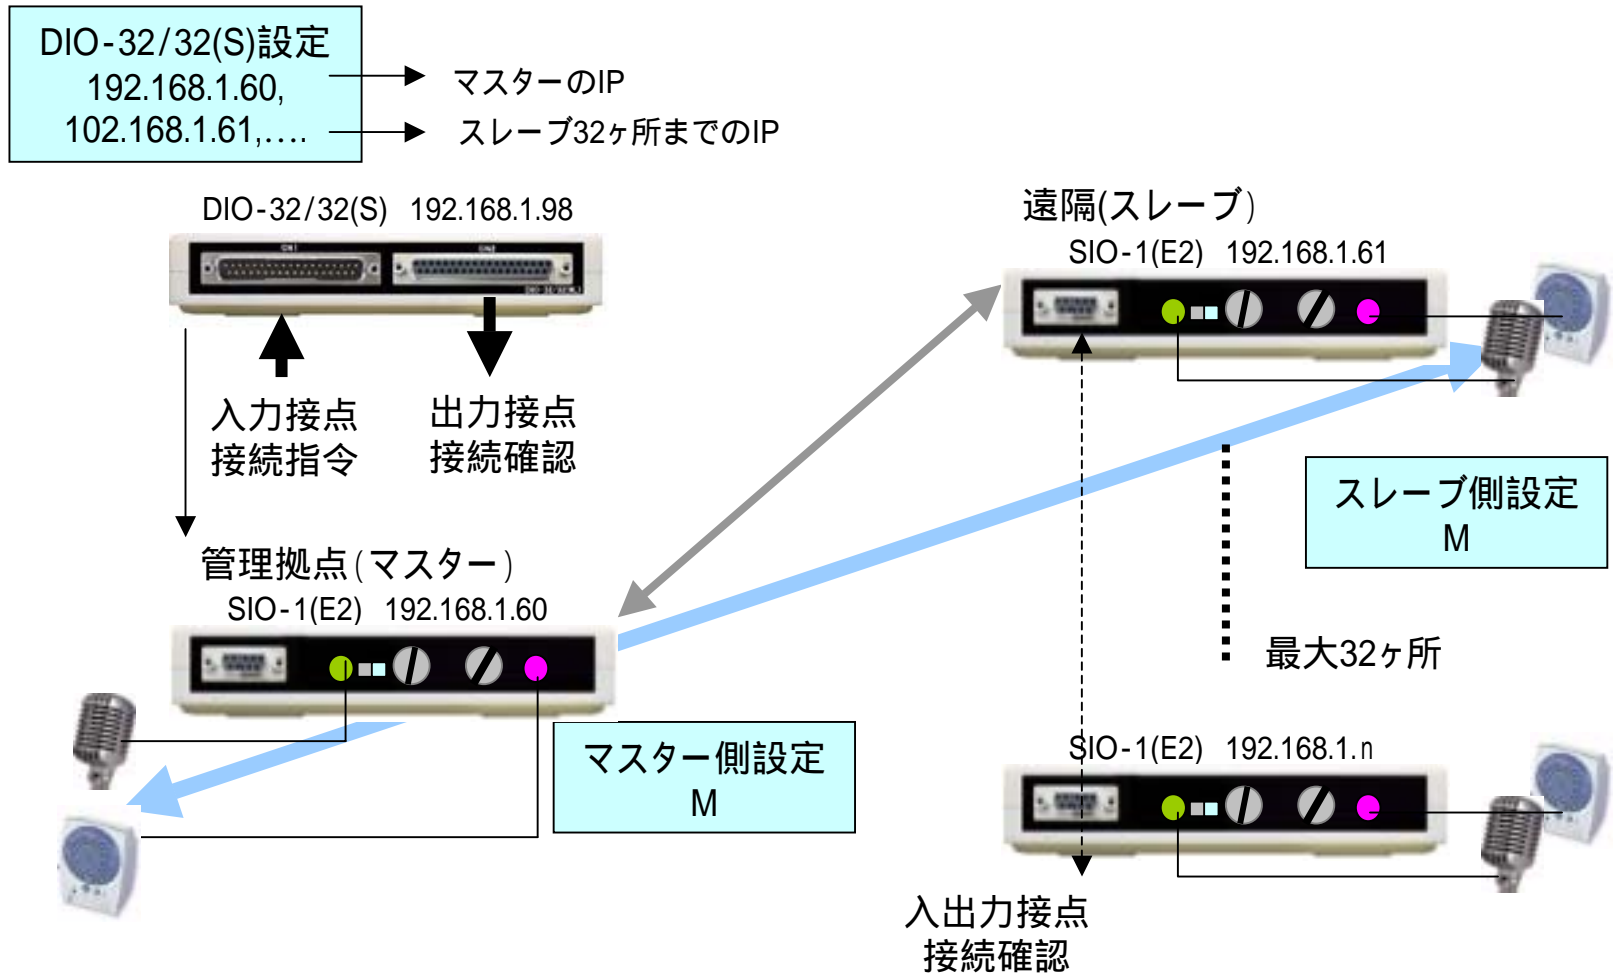 DIO-32/32(S)設定
192.168.1.60,
102.168.1.61,....
マスターのIP
スレーブ32ヶ所までのIP
DIO-32/32(S) 192.168.1.98
CN1
CN2
入力接点
接続指令
出力接点
接続確認
遠隔(スレーブ)
SIO-1(E2) 192.168.1.61
スレーブ側設定
M
管理拠点(マスター)
SIO-1(E2) 192.168.1.60
最大32ヶ所
マスター側設定
M
SIO-1(E2) 192.168.1.n
入出力接点
接続確認